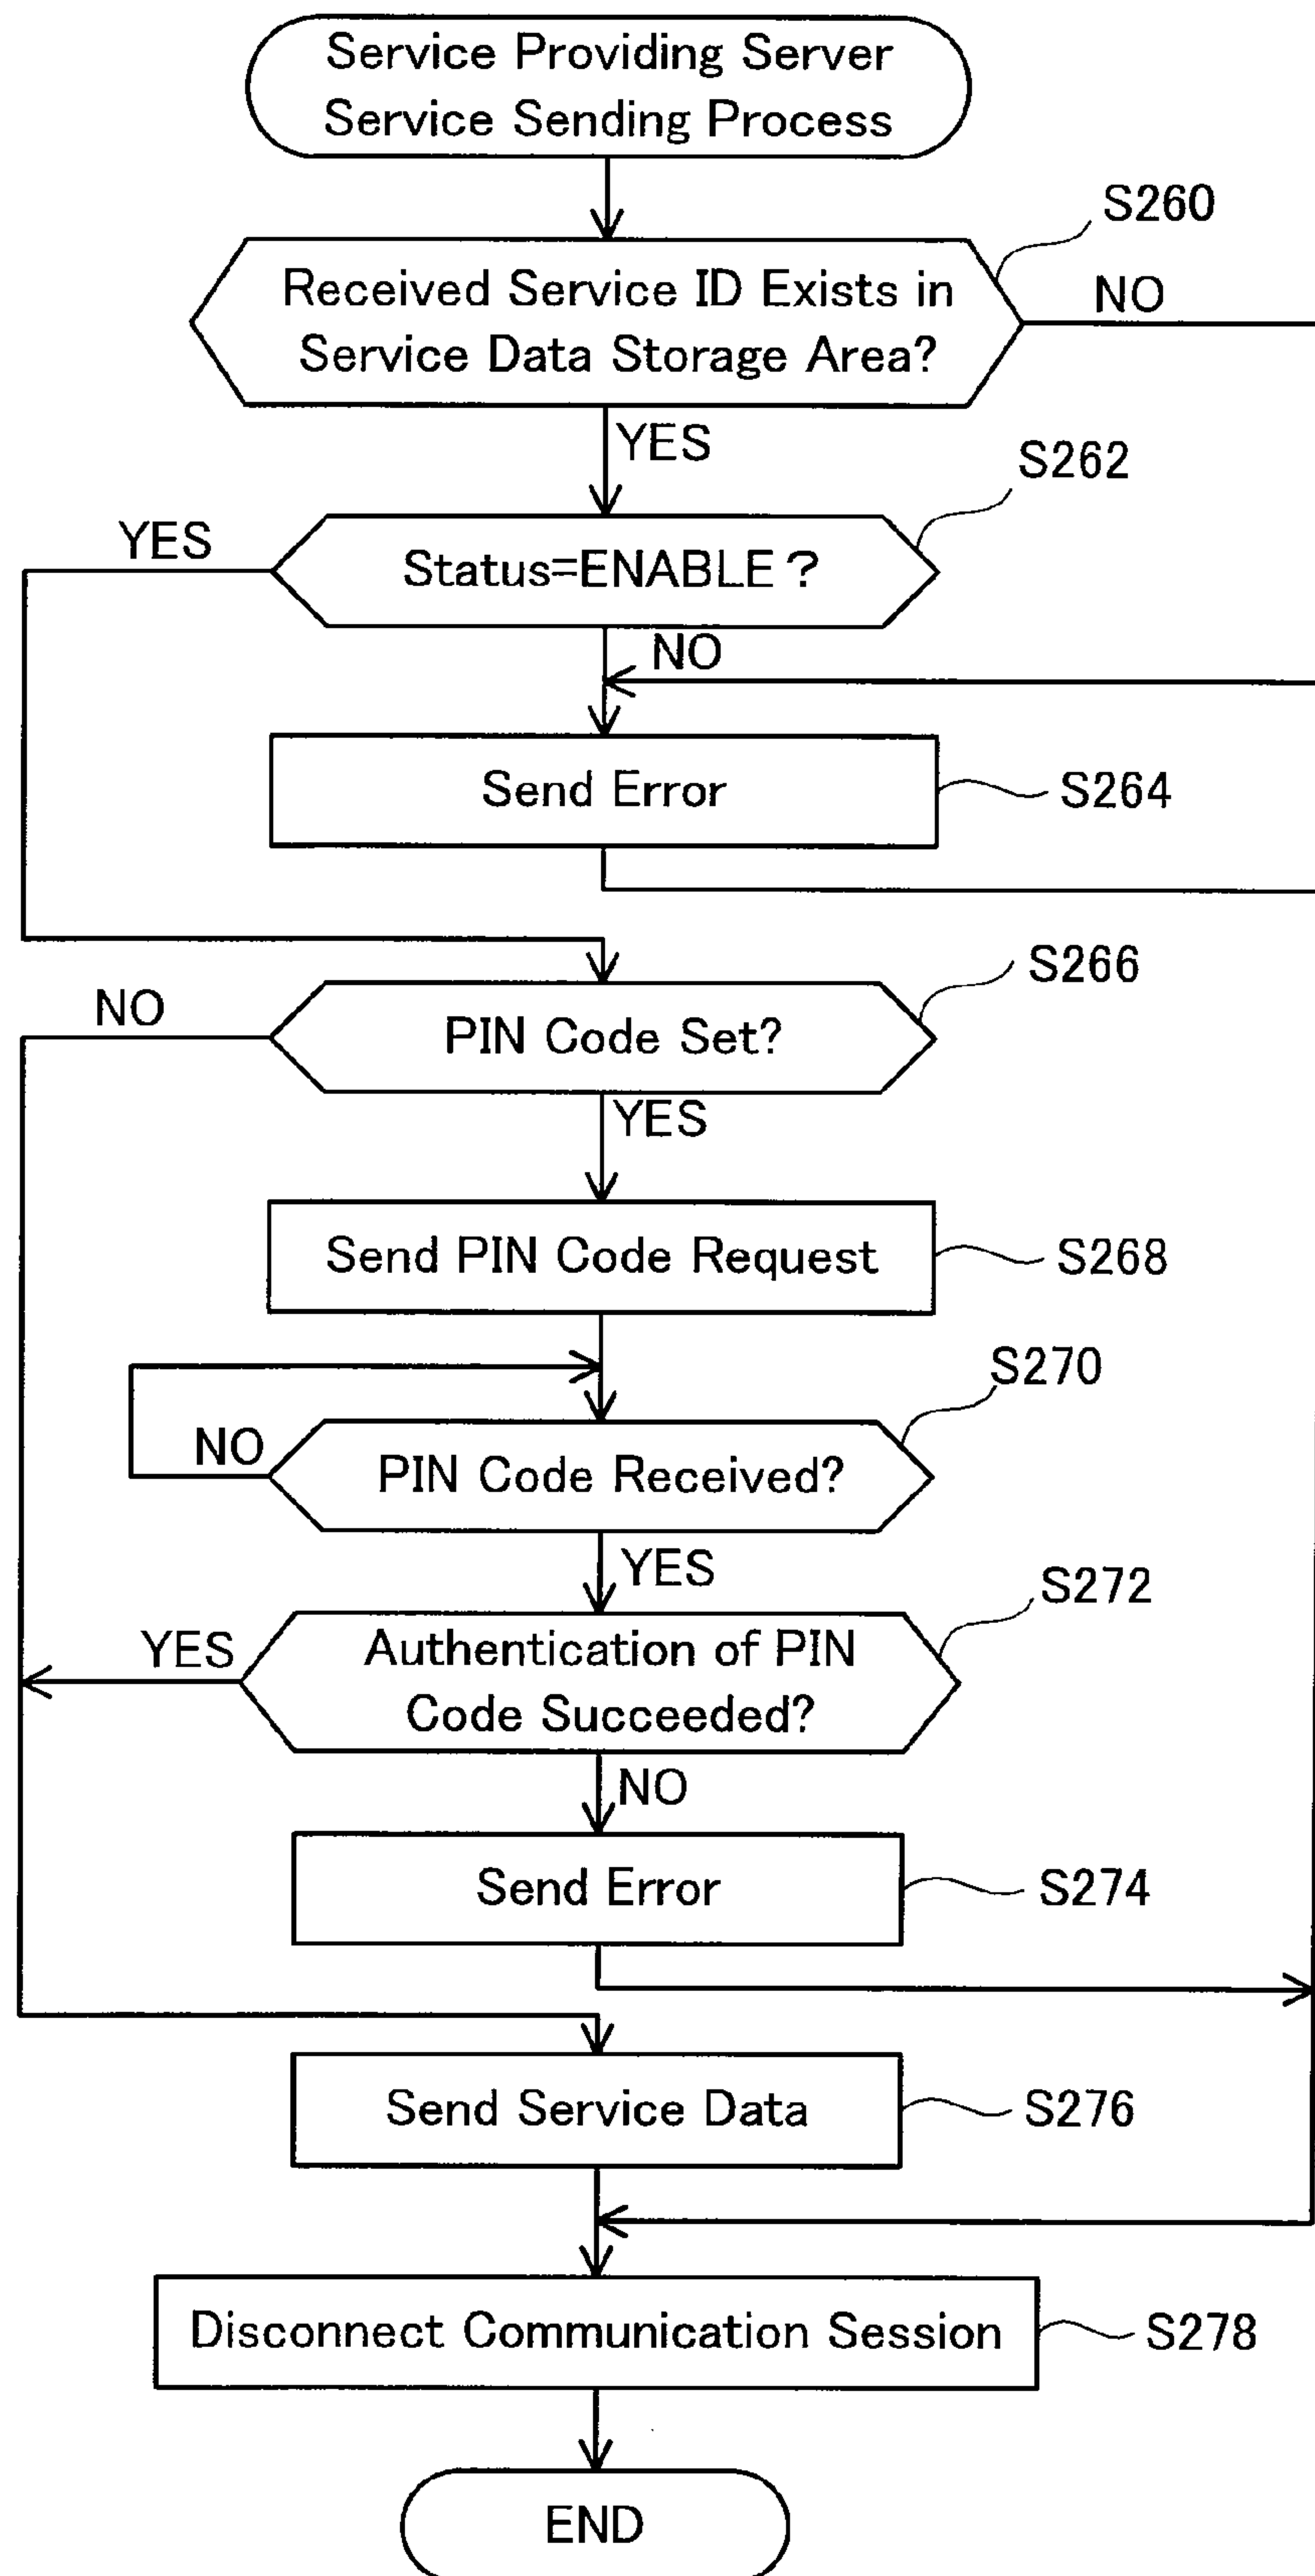 Service Providing Server
Service Sending Process
S260
Received Service ID Exists in
Service Data Storage Area?
NO
YES
S262
YES
Status=ENABLE ?
NO
Send Error
S264
S266
NO
PIN Code Set?
YES
Send PIN Code Request
S268
S270
NO
PIN Code Received?
YES
S272
YES
Authentication of PIN
Code Succeeded?
NO
Send Error
S274
Send Service Data
S276
Disconnect Communication Session
S278
END